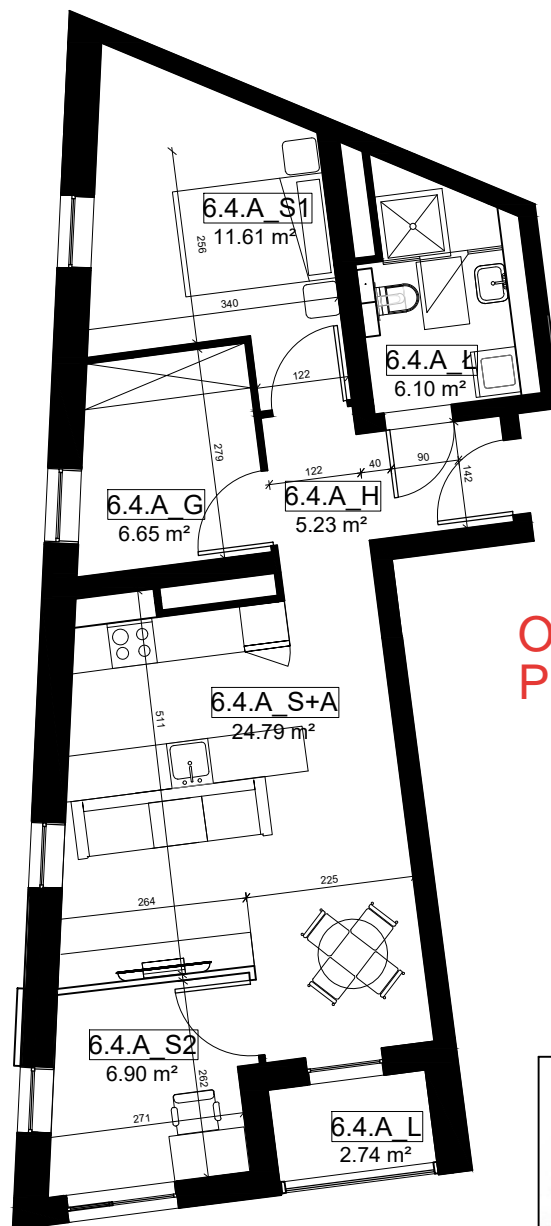 6.4.A_S1
11.61 m²
256
340
6.4.A_Ł
6.10 m²
122
279
122
40
90
142
6.4.A_H
5.23 m²
6.4.A_G
6.65 m²
O
P
6.4.A_S+A
24.79 m²
511
225
264
6.4.A_S2
6.90 m²
262
271
6.4.A_L
2.74 m²